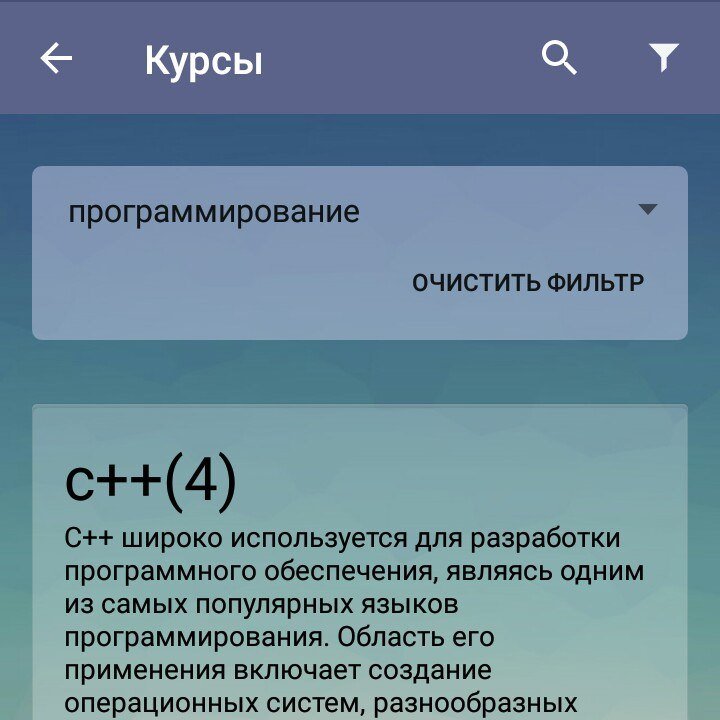 Курсы
программирование
ОЧИСТИТЬ ФИЛЬТР
с++(4)
С++ широко используется для разработки
программного обеспечения, являясь одним
из самых популярных языков
программирования. Область его
применения включает создание
операционных систем, разнообразных